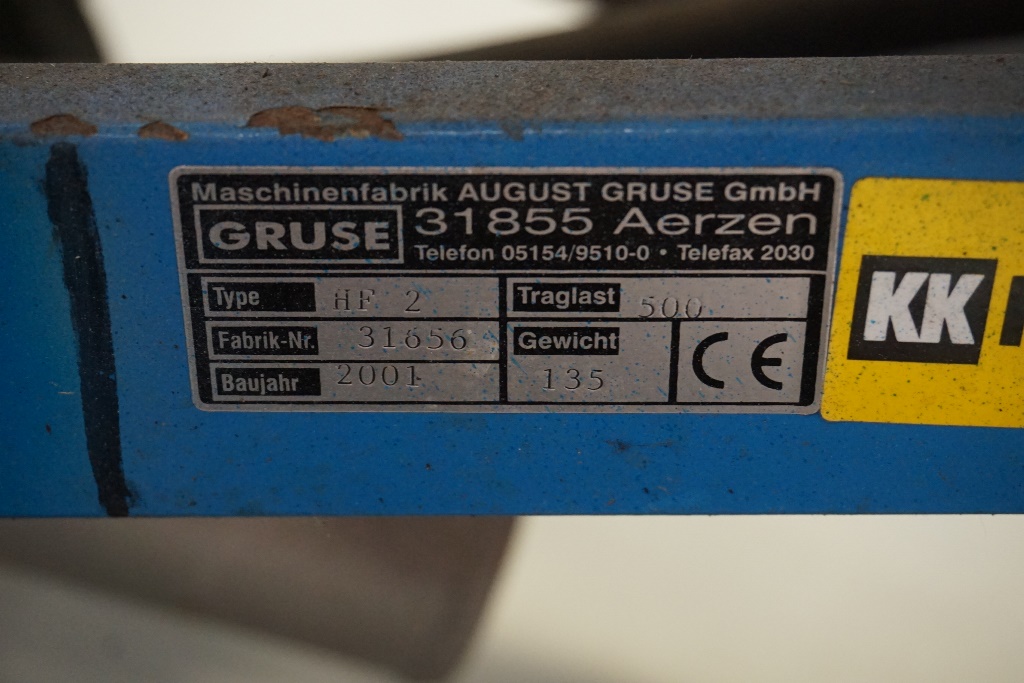 Maschinenfabrik AUGUST GRUSE GmbH
GRUSE 31855 Aerzen
Telefon 05154/9510-0 • Telefax 2030
Type HF 2
Traglast 500
Fabrik-Nr. 31656
Gewicht 135
Baujahr 2001
CE
KK